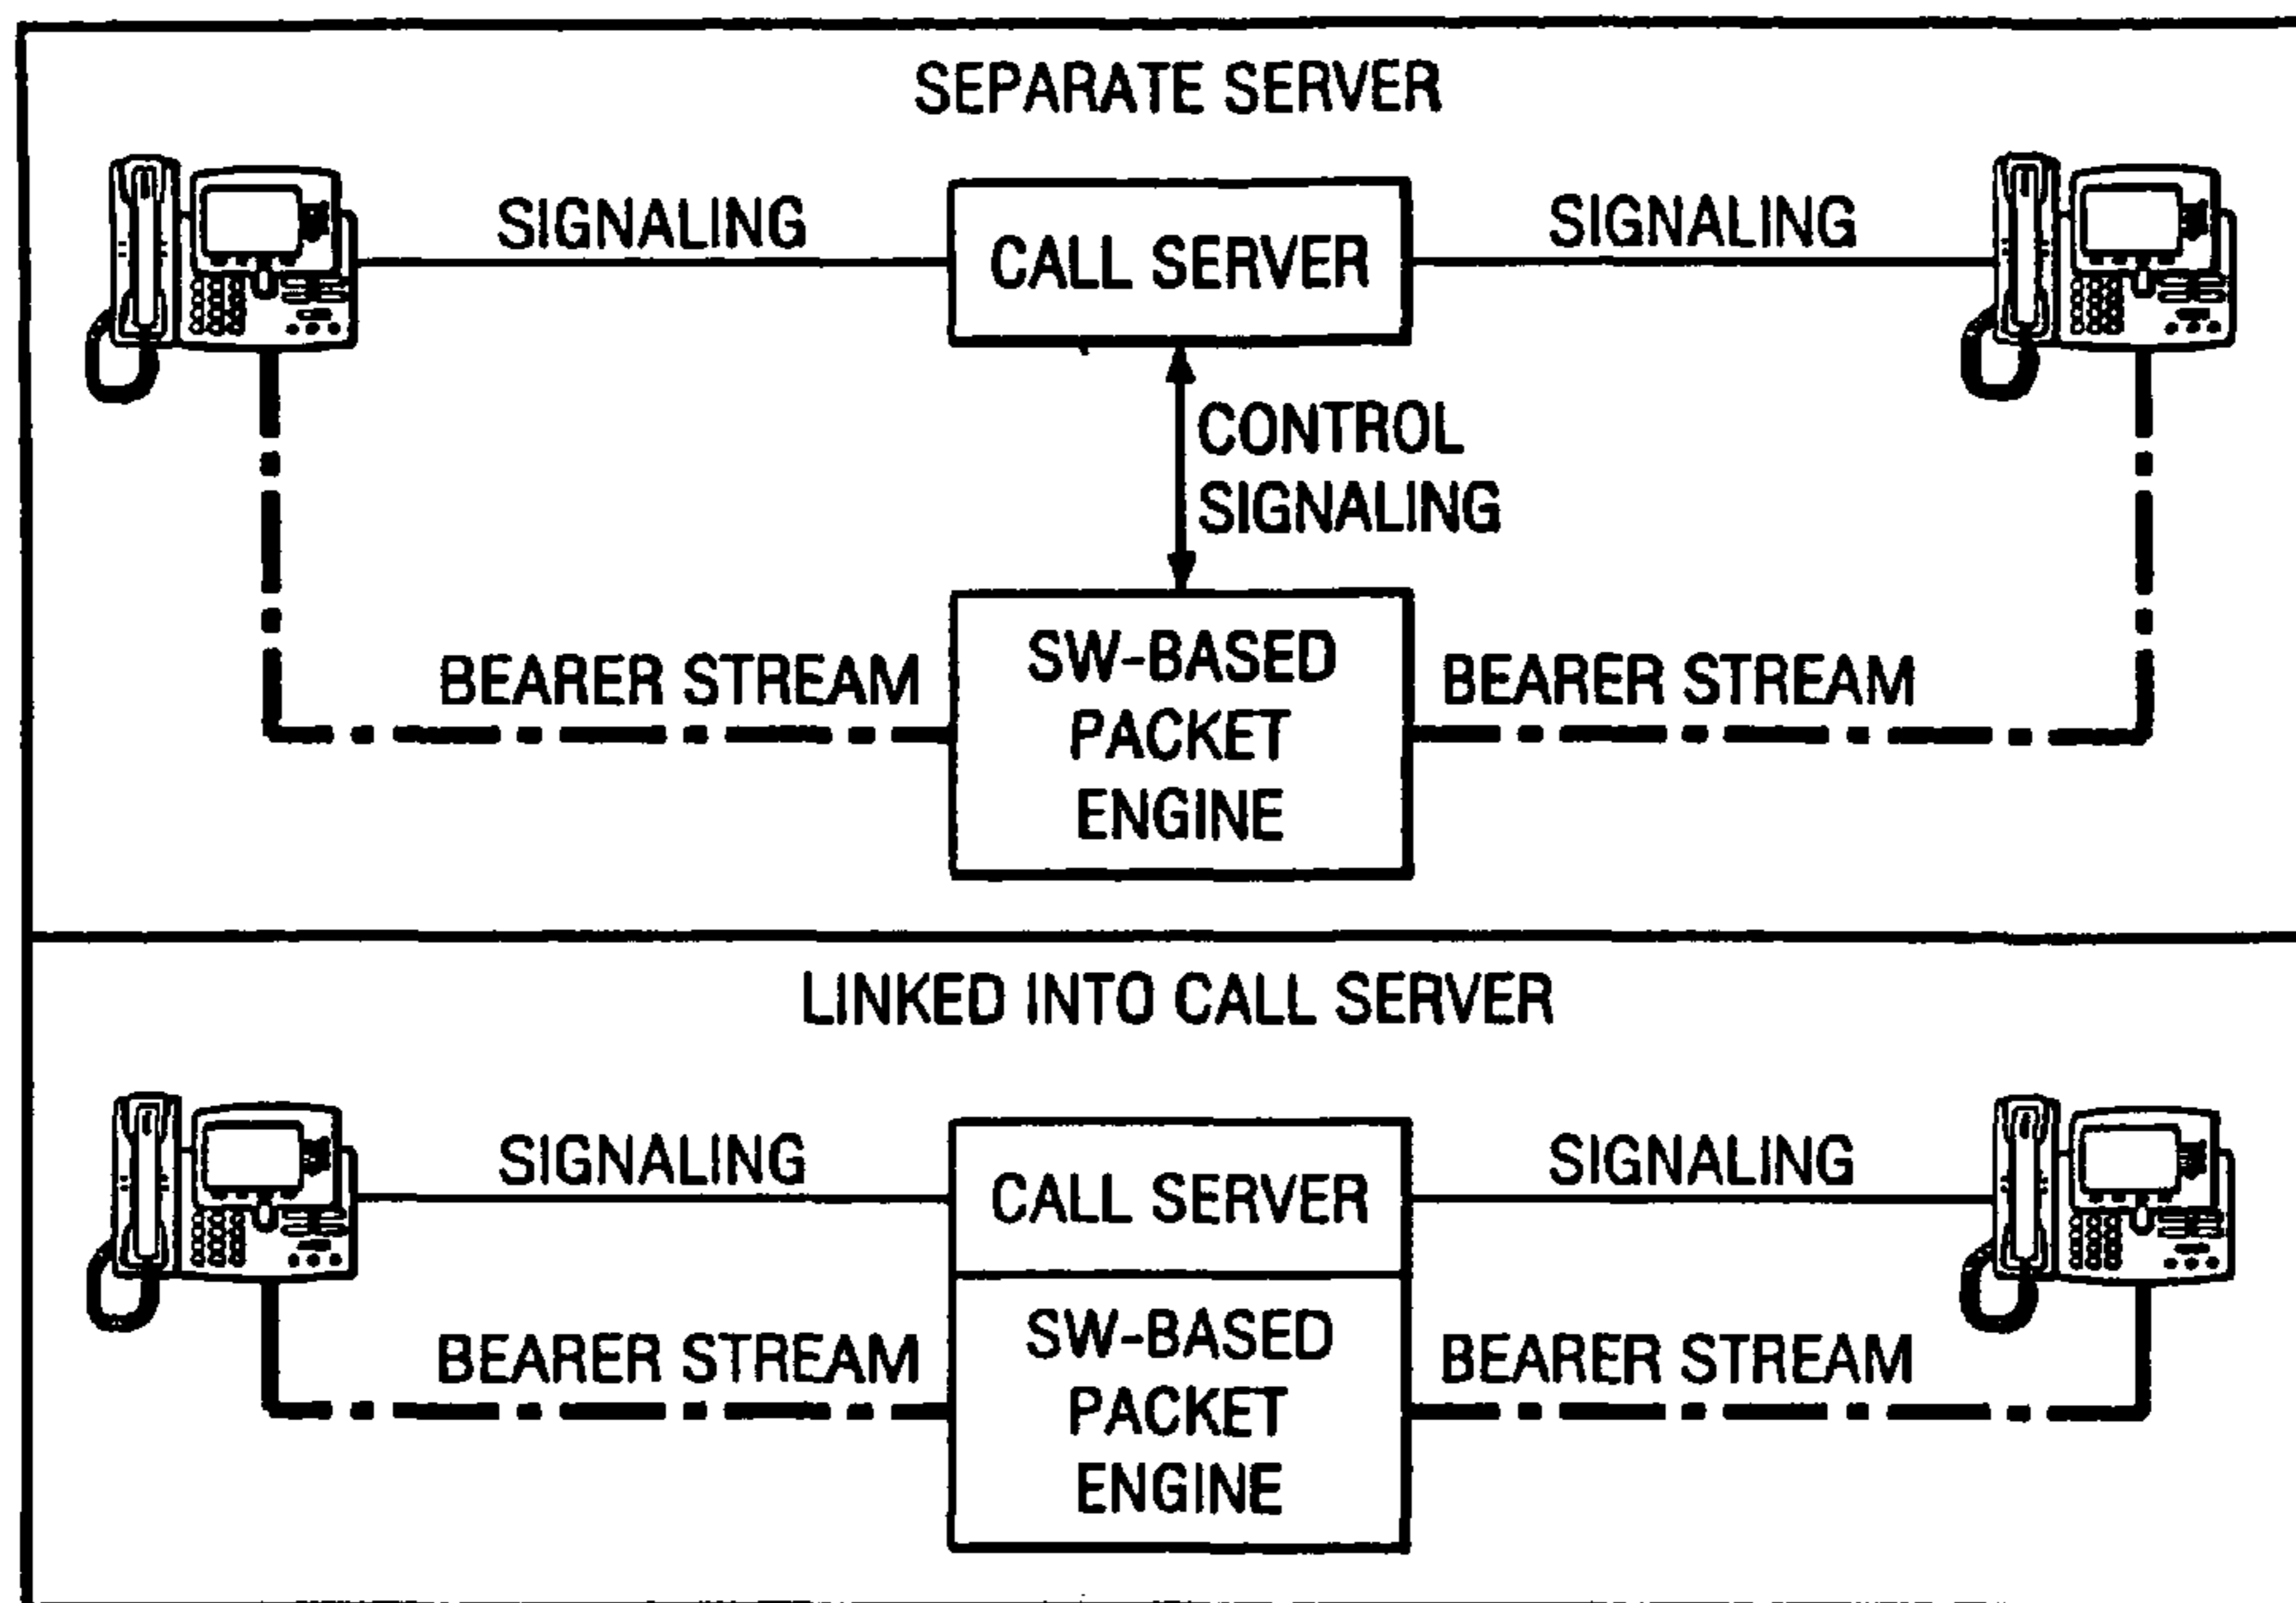 SEPARATE SERVER
SIGNALING
CALL SERVER
SIGNALING
CONTROL
SIGNALING
BEARER STREAM
SW-BASED
PACKET
ENGINE
BEARER STREAM
LINKED INTO CALL SERVER
SIGNALING
CALL SERVER
SIGNALING
BEARER STREAM
SW-BASED
PACKET
ENGINE
BEARER STREAM